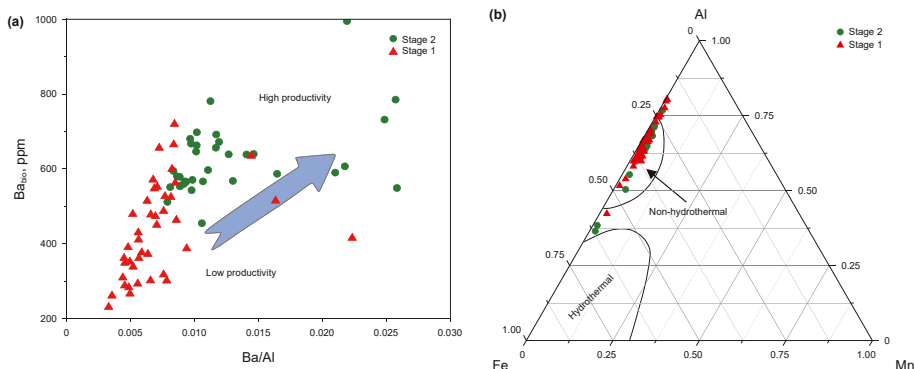 (a)
1000
800
600
400
200
Ba_bio, ppm
Stage 2
Stage 1
High productivity
Low productivity
0
0.005
0.010
0.015
0.020
0.025
0.030
Ba/Al
(b)
Al
0
1.00
Stage 2
Stage 1
0.25
0.75
0.50
0.50
Non-hydrothermal
0.75
0.25
Hydrothermal
1.00
0
0
0.25
0.50
0.75
1.00
Fe
Mn